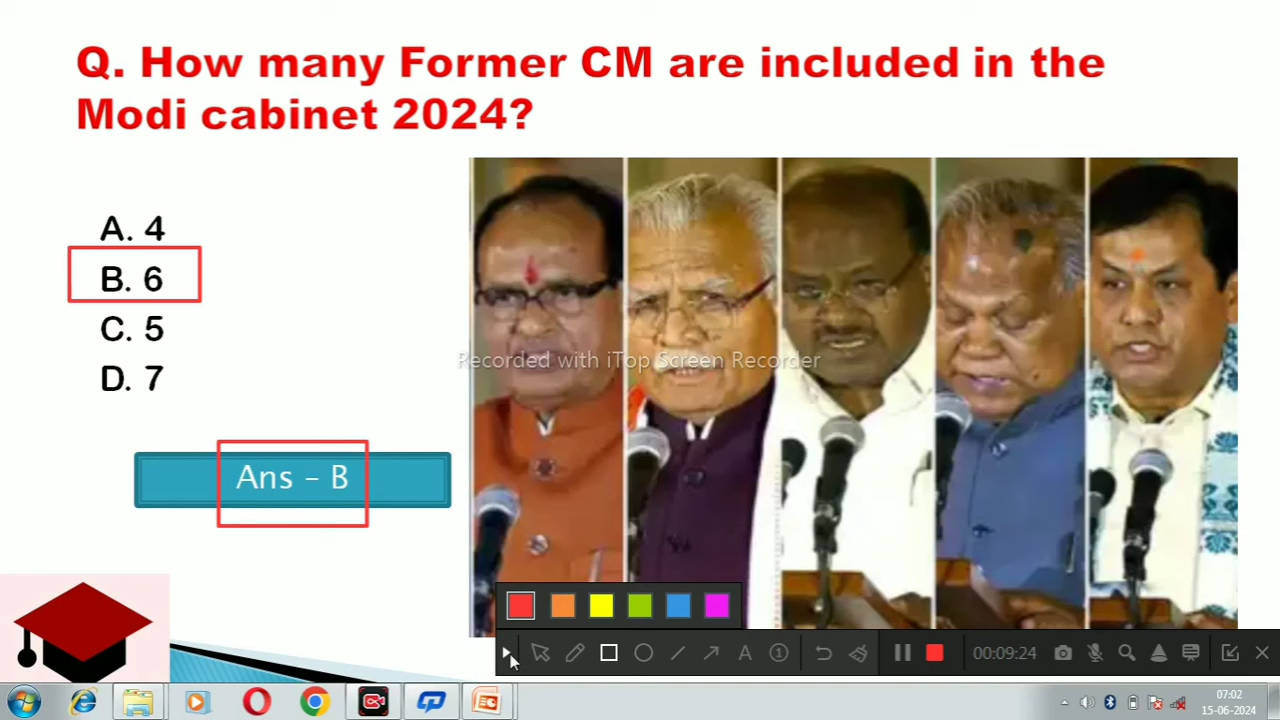 Q. How many Former CM are included in the
Modi cabinet 2024?
A. 4
B. 6
C. 5
D. 7
Recorded with iTop Screen Recorder
Ans – B
A
1
00:09:24
07:02
15-06-2024